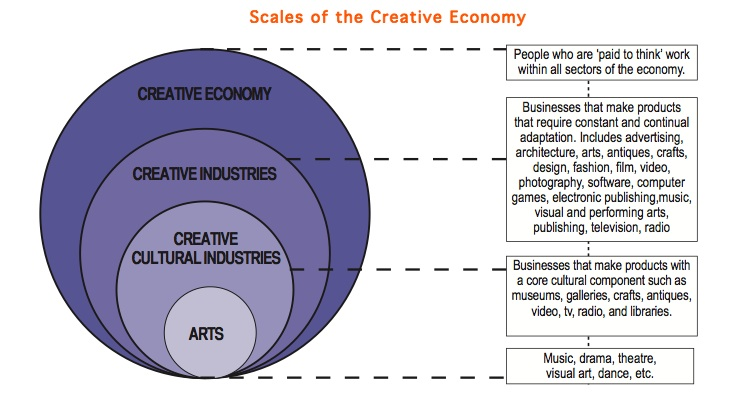 Scales of the Creative Economy
CREATIVE ECONOMY
CREATIVE INDUSTRIES
CREATIVE
CULTURAL INDUSTRIES
ARTS
People who are 'paid to think' work
within all sectors of the economy.
Businesses that make products
that require constant and continual
adaptation. Includes advertising,
architecture, arts, antiques, crafts,
design, fashion, film, video,
photography, software, computer
games, electronic publishing,music,
visual and performing arts,
publishing, television, radio
Businesses that make products with
a core cultural component such as
museums, galleries, crafts, antiques,
video, tv, radio, and libraries.
Music, drama, theatre,
visual art, dance, etc.